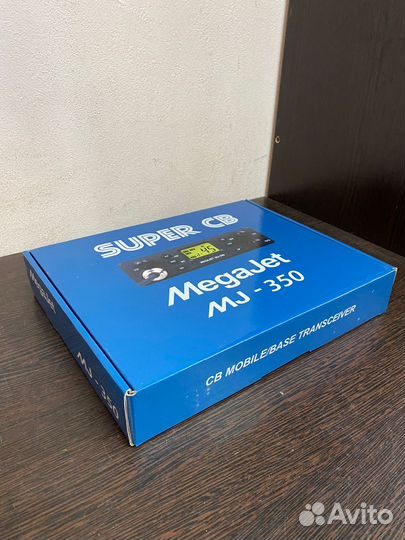 SUPER CB
MegaJet
MJ - 350
CB MOBILE/BASE TRANSCEIVER
MegaJet
MJ - 350
Avito